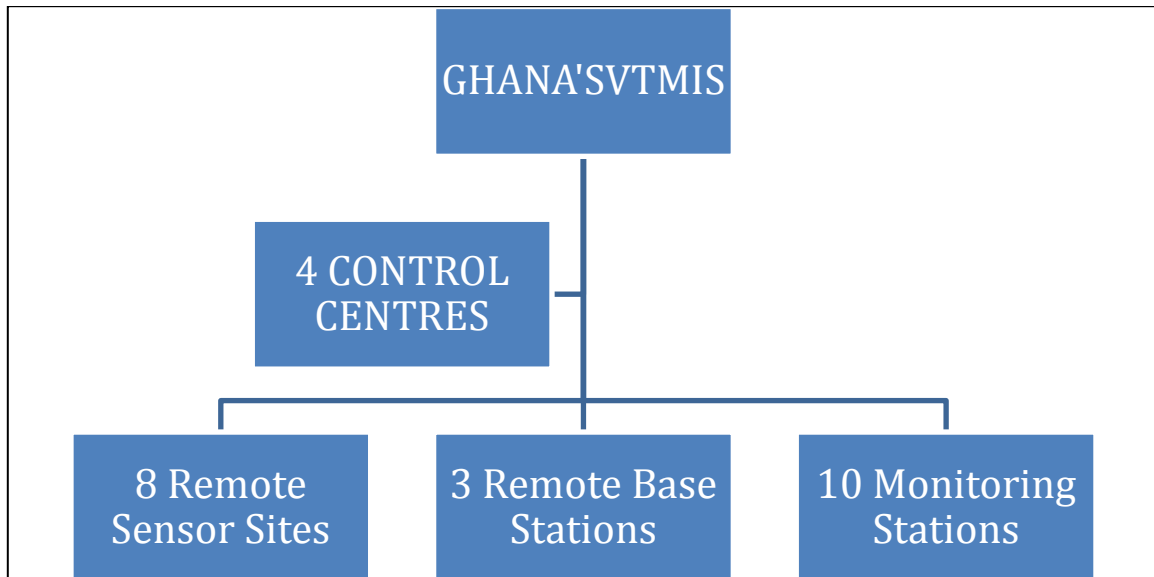 GHANA'SVTMIS
4 CONTROL
CENTRES
8 Remote
Sensor Sites
3 Remote Base
Stations
10 Monitoring
Stations